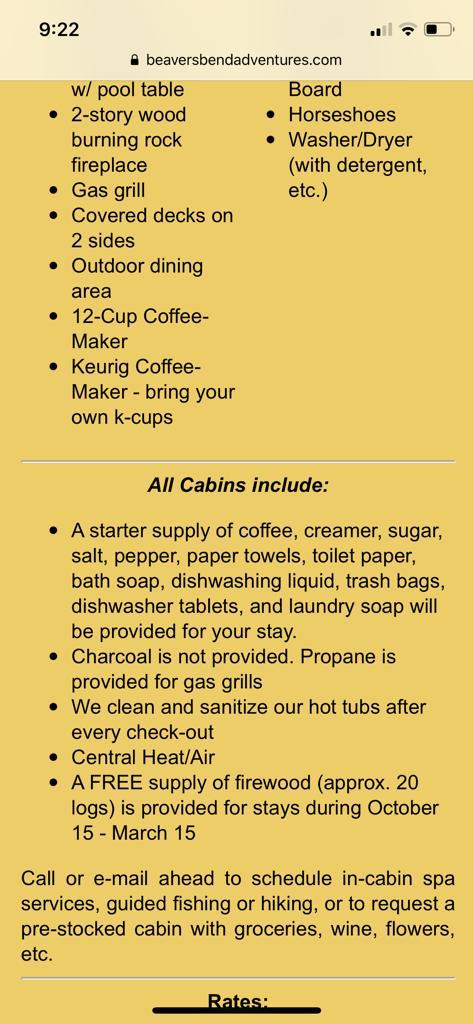 9:22
beaversbendadventures.com
w/ pool table
• 2-story wood
burning rock
fireplace
• Gas grill
• Covered decks on
2 sides
• Outdoor dining
area
• 12-Cup Coffee-
Maker
• Keurig Coffee-
Maker - bring your
own k-cups
Board
• Horseshoes
• Washer/Dryer
(with detergent,
etc.)
All Cabins include:
• A starter supply of coffee, creamer, sugar,
salt, pepper, paper towels, toilet paper,
bath soap, dishwashing liquid, trash bags,
dishwasher tablets, and laundry soap will
be provided for your stay.
• Charcoal is not provided. Propane is
provided for gas grills
• We clean and sanitize our hot tubs after
every check-out
• Central Heat/Air
• A FREE supply of firewood (approx. 20
logs) is provided for stays during October
15 - March 15
Call or e-mail ahead to schedule in-cabin spa
services, guided fishing or hiking, or to request a
pre-stocked cabin with groceries, wine, flowers,
etc.
Rates: